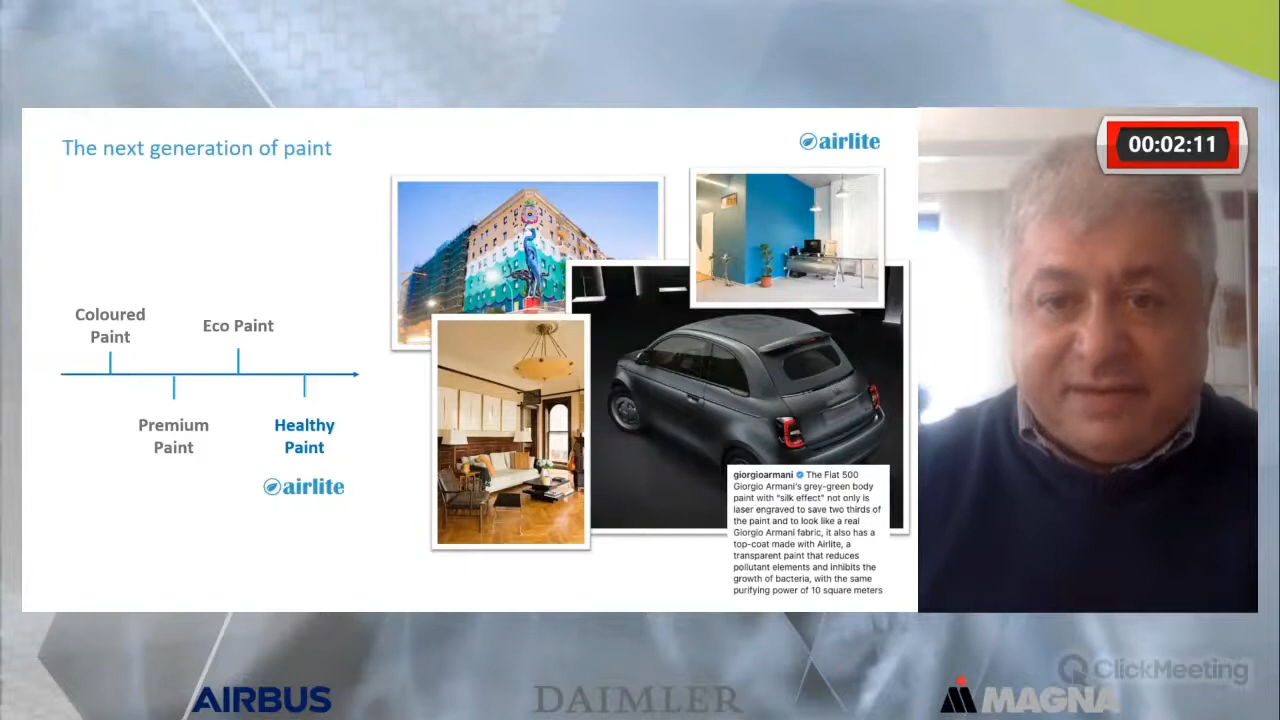 The next generation of paint
airlite
00:02:11
Coloured
Paint
Eco Paint
Premium
Paint
Healthy
Paint
airlite
giorgioarmani The Fiat 500
Giorgio Armani's grey-green body
paint with "silk effect" not only is
laser engraved to save two thirds of
the paint and to look like a real
Giorgio Armani fabric, it also has a
top-coat made with Airlite, a
transparent paint that reduces
pollutant elements and inhibits the
growth of bacteria, with the same
purifying power of 10 square meters
ClickMeeting
AIRBUS
DAIMLER
MAGNA